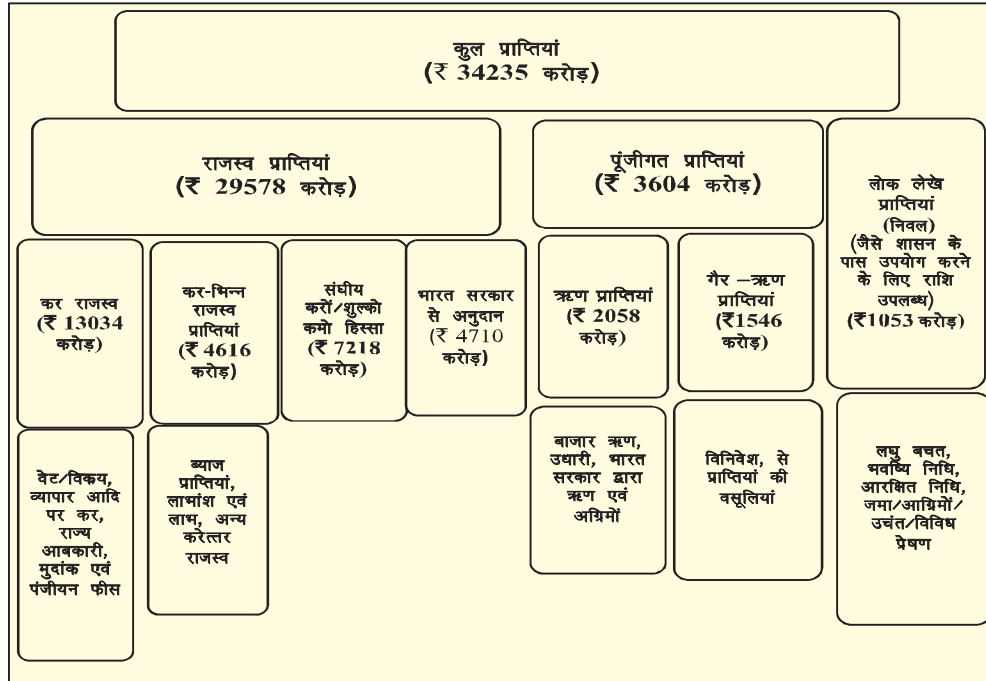 कुल प्राप्तियां
(₹ 34235 करोड़)
राजस्व प्राप्तियां
(₹ 29578 करोड़)
पूंजीगत प्राप्तियां
(₹ 3604 करोड़)
लोक लेखे
प्राप्तियां
(निवल)
(जैसे शासन के
पास उपयोग करने
के लिए राशि
उपलब्ध)
(₹1053 करोड़)
कर राजस्व
(₹ 13034
करोड़)
कर-भिन्न
राजस्व
प्राप्तियां
(₹ 4616
करोड़)
संघीय
करों/शुल्को
कमो हिस्सा
(₹ 7218
करोड़)
भारत सरकार
से अनुदान
(₹ 4710
करोड़)
ऋण प्राप्तियां
(₹ 2058
करोड़)
गैर –ऋण
प्राप्तियां
(₹1546
करोड़)
वेट/विकय,
व्यापार आदि
पर कर,
राज्य
आबकारी,
मुदांक एवं
पंजीयन फीस
ब्याज
प्राप्तियां,
लाभांश एवं
लाभ, अन्य
करेत्तर
राजस्व
बाजार ऋण,
उधारी, भारत
सरकार द्वारा
ऋण एवं
अग्रिमों
विनिवेश, से
प्राप्तियां की
वसूलियां
लघु बचत,
भवष्यि निधि,
आरक्षित निधि,
जमा/आग्रिमों/
उचंत/विविध
प्रेषण